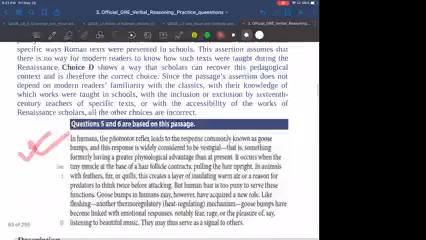 3. Official_GRE_Verbal_Reasoning_Practice_questions
specific ways Roman texts were presented in schools. This assertion assumes that
there is no way for modern readers to know how such texts were taught during the
Renaissance. Choice D shows a way that scholars can recover this pedagogical
context and is therefore the correct choice. Since the passage's assertion does not
depend on modern readers' familiarity with the classics, with their knowledge of
which works were taught in schools, with the inclusion or exclusion by sixteenth-
century teachers of specific texts, or with the accessibility of the works of
Renaissance scholars, all the other choices are incorrect.
Questions 5 and 6 are based on this passage.
In humans, the pilomotor reflex leads to the response commonly known as goose
bumps, and this response is widely considered to be vestigial—that is, something
formerly having a greater physiological advantage than at present. It occurs when the
Line tiny muscle at the base of a hair follicle contracts, pulling the hair upright. In animals
5 with feathers, fur, or quills, this creates a layer of insulating warm air or a reason for
predators to think twice before attacking. But human hair is too puny to serve these
functions. Goose bumps in humans may, however, have acquired a new role. Like
flushing—another thermoregulatory (heat-regulating) mechanism—goose bumps have
become linked with emotional responses, notably fear, rage, or the pleasure of, say,
10 listening to beautiful music. They may thus serve as a signal to others.
63 of 255
Description